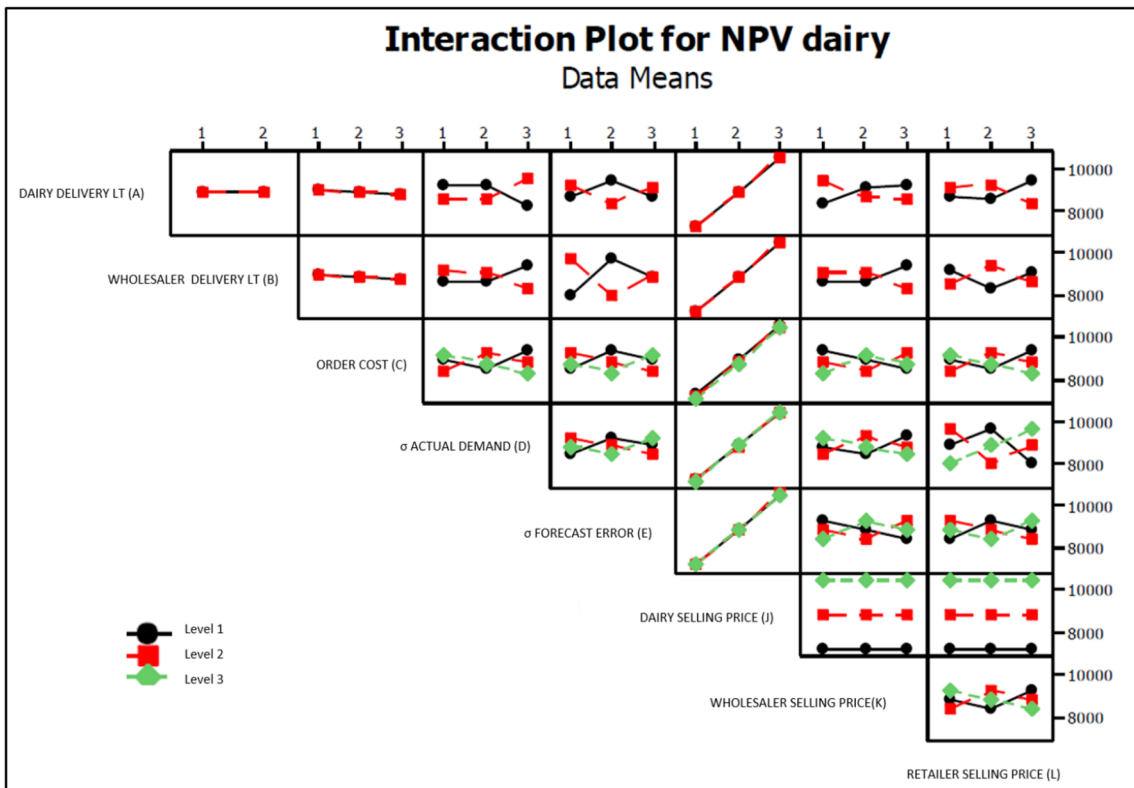 Interaction Plot for NPV dairy
Data Means
1 2 1 2 3 1 2 3 1 2 3 1 2 3 1 2 3 1 2 3
DAIRY DELIVERY LT (A)
10000
8000
WHOLESALER DELIVERY LT (B)
10000
8000
ORDER COST (C)
10000
8000
σ ACTUAL DEMAND (D)
10000
8000
σ FORECAST ERROR (E)
10000
8000
DAIRY SELLING PRICE (J)
10000
8000
Level 1
Level 2
Level 3
WHOLESALER SELLING PRICE(K)
10000
8000
RETAILER SELLING PRICE (L)